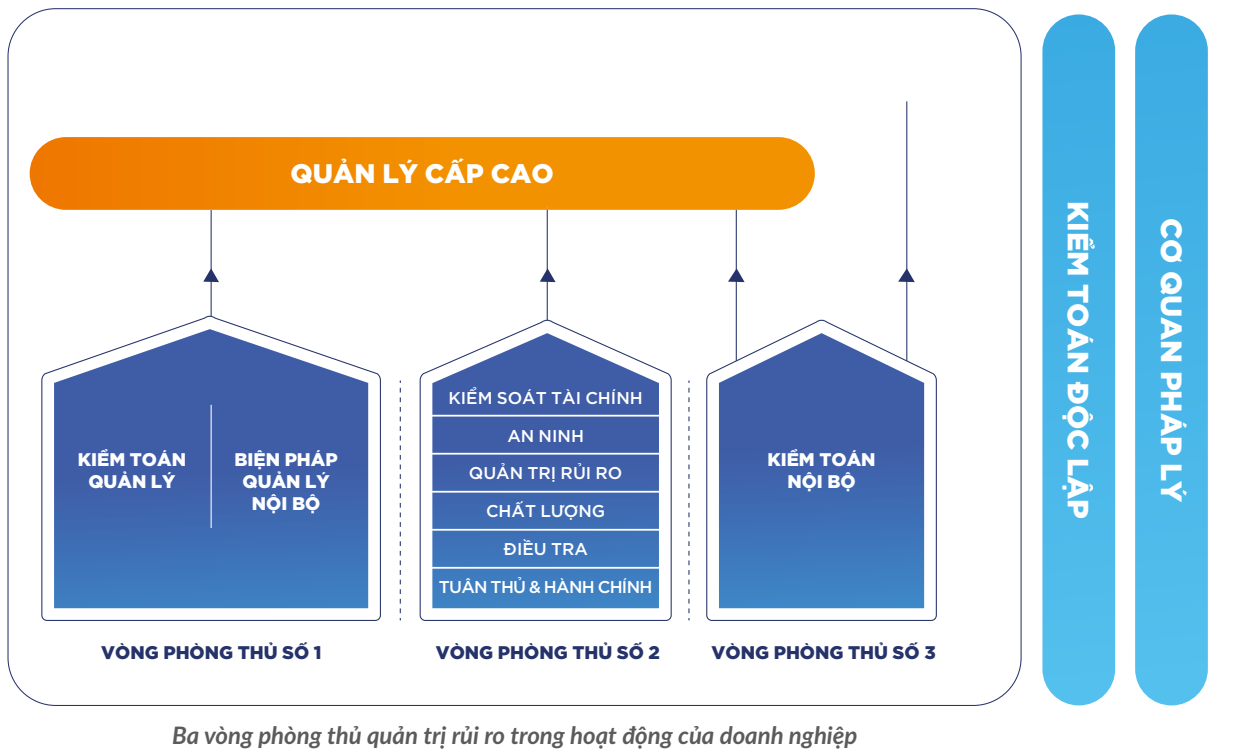 QUẢN LÝ CẤP CAO
KIỂM TOÁN
QUẢN LÝ
BIỆN PHÁP
QUẢN LÝ
NỘI BỘ
KIỂM SOÁT TÀI CHÍNH
AN NINH
QUẢN TRỊ RỦI RO
CHẤT LƯỢNG
ĐIỀU TRA
TUÂN THỦ & HÀNH CHÍNH
KIỂM TOÁN
NỘI BỘ
VÒNG PHÒNG THỦ SỐ 1
VÒNG PHÒNG THỦ SỐ 2
VÒNG PHÒNG THỦ SỐ 3
KIỂM TOÁN ĐỘC LẬP
CƠ QUAN PHÁP LÝ
Ba vòng phòng thủ quản trị rủi ro trong hoạt động của doanh nghiệp